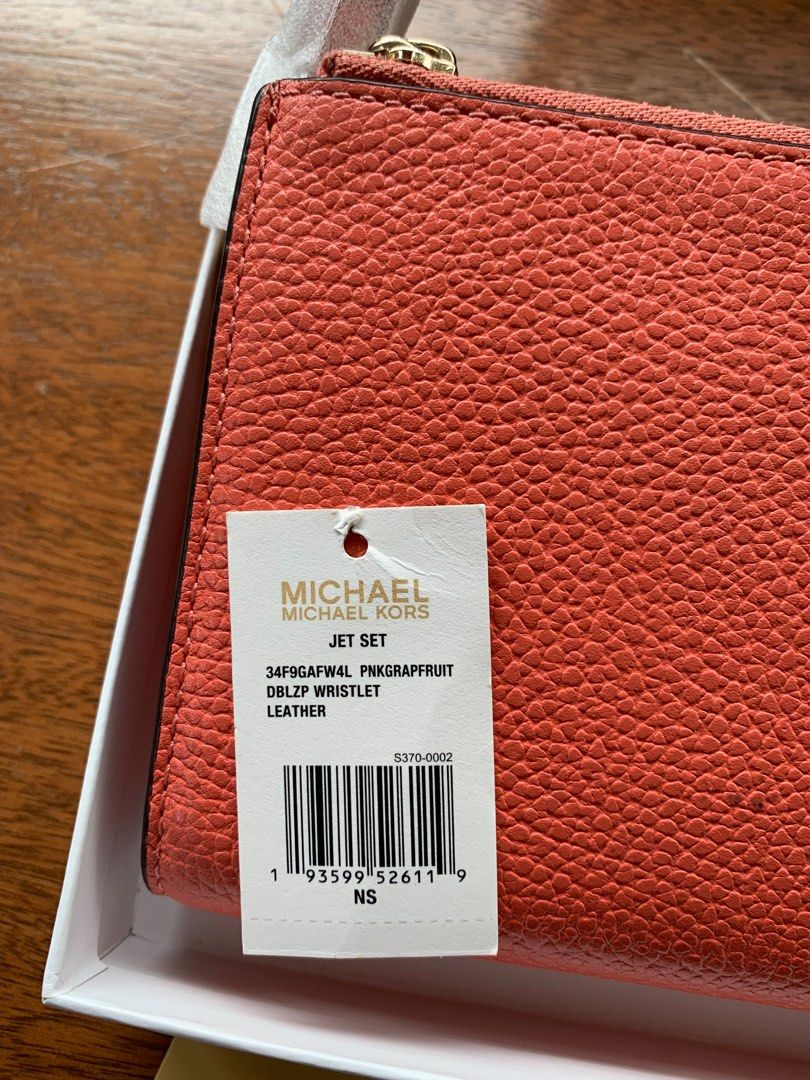 MICHAEL
MICHAEL KORS
JET SET
34F9GAFW4L PNKGRAPFRUIT
DBLZP WRISTLET
LEATHER
S370-0002
1 93599 52611 9
NS